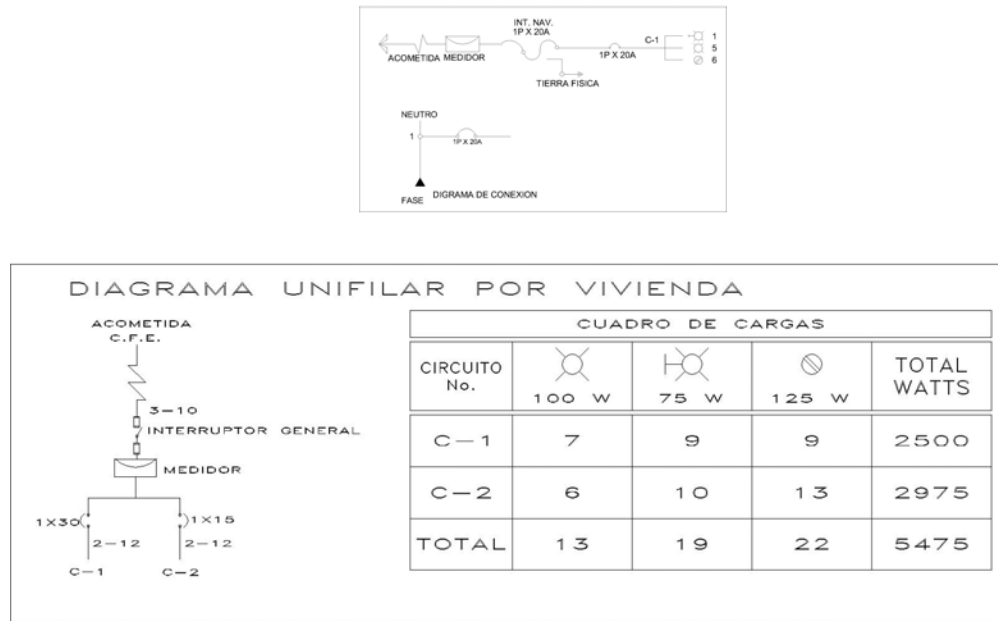 INT. NAV.
1P X 20A
C-1
1
5
6
ACOMETIDA MEDIDOR
1P X 20A
TIERRA FISICA
NEUTRO
1
1P X 20A
FASE
DIGRAMA DE CONEXION
DIAGRAMA UNIFILAR POR VIVIENDA
ACOMETIDA
C.F.E.
3-10
INTERRUPTOR GENERAL
MEDIDOR
1X30
1X15
2-12
2-12
C-1
C-2
CUADRO DE CARGAS
CIRCUITO No. 100 W 75 W 125 W TOTAL WATTS
C-1 7 9 9 2500
C-2 6 10 13 2975
TOTAL 13 19 22 5475